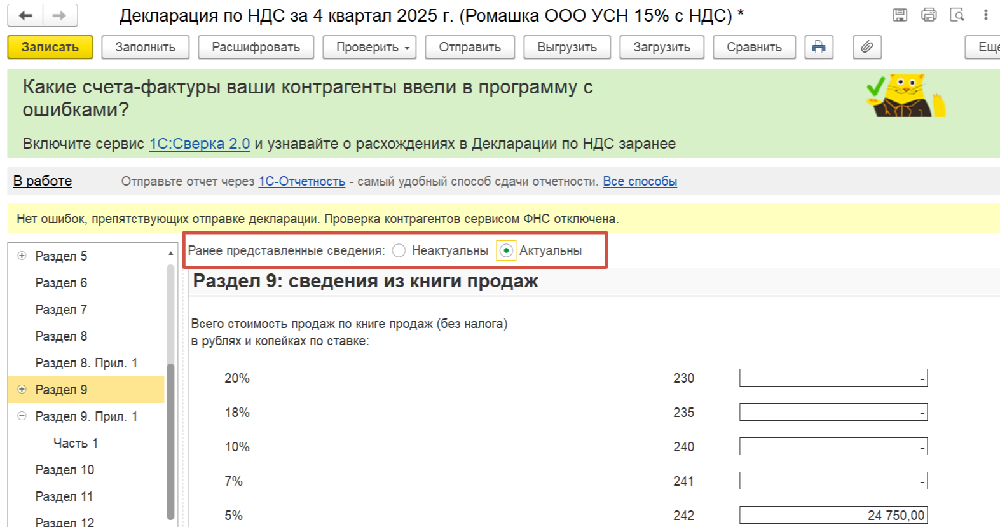 Декларация по НДС за 4 квартал 2025 г. (Ромашка ООО УСН 15% с НДС) *
Записать Заполнить Расшифровать Проверить Отправить Выгрузить Загрузить Сравнить Еще
Какие счета-фактуры ваши контрагенты ввели в программу с
ошибками?
Включите сервис 1С:Сверка 2.0 и узнавайте о расхождениях в Декларации по НДС заранее
В работе Отправьте отчет через 1С-Отчетность - самый удобный способ сдачи отчетности. Все способы
Нет ошибок, препятствующих отправке декларации. Проверка контрагентов сервисом ФНС отключена.
Ранее представленные сведения: Неактуальны Актуальны
Раздел 5
Раздел 6
Раздел 7
Раздел 8
Раздел 8. Прил. 1
Раздел 9
Раздел 9. Прил. 1
Часть 1
Раздел 10
Раздел 11
Раздел 12
Раздел 9: сведения из книги продаж
Всего стоимость продаж по книге продаж (без налога)
в рублях и копейках по ставке:
20% 230 -
18% 235 -
10% 240 -
7% 241 -
5% 242 24 750,00